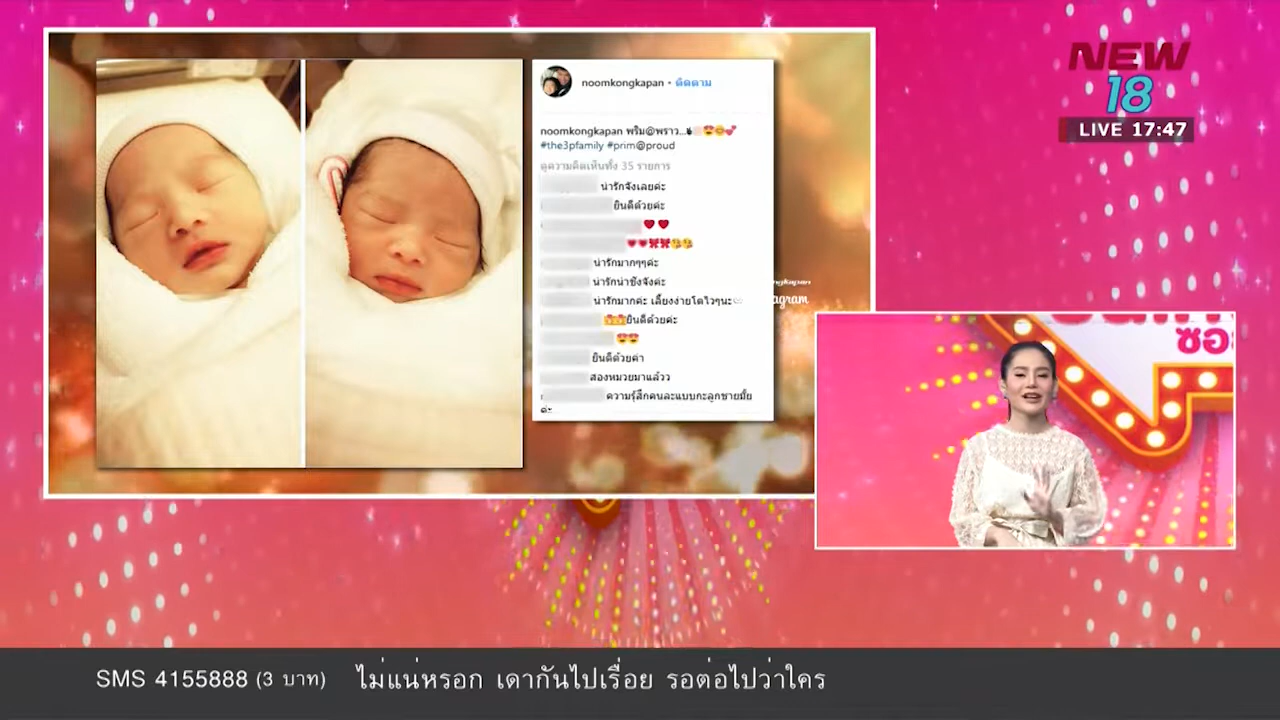 NEW
18
LIVE 17:47
noomkongkapan • ติดตาม
noomkongkapan พริม@พราว...
#the3pfamily #prim@proud
ดูความคิดเห็นทั้ง 35 รายการ
น่ารักจังเลยค่ะ
ยินดีด้วยค่ะ
น่ารักมากๆๆค่ะ
น่ารักน่าชังจังค่ะ
น่ารักมากค่ะ เลี้ยงง่ายโตไวๆนะ
ยินดีด้วยค่ะ
ยินดีด้วยค่า
สองหมวยมาแล้วว
ความรู้สึกคนละแบบกะลูกชายมั้ย
ค่ะ
ngkapan
agram
ซอ
SMS 4155888 (3 บาท) ไม่แน่หรอก เดากันไปเรื่อย รอต่อไปว่าใคร